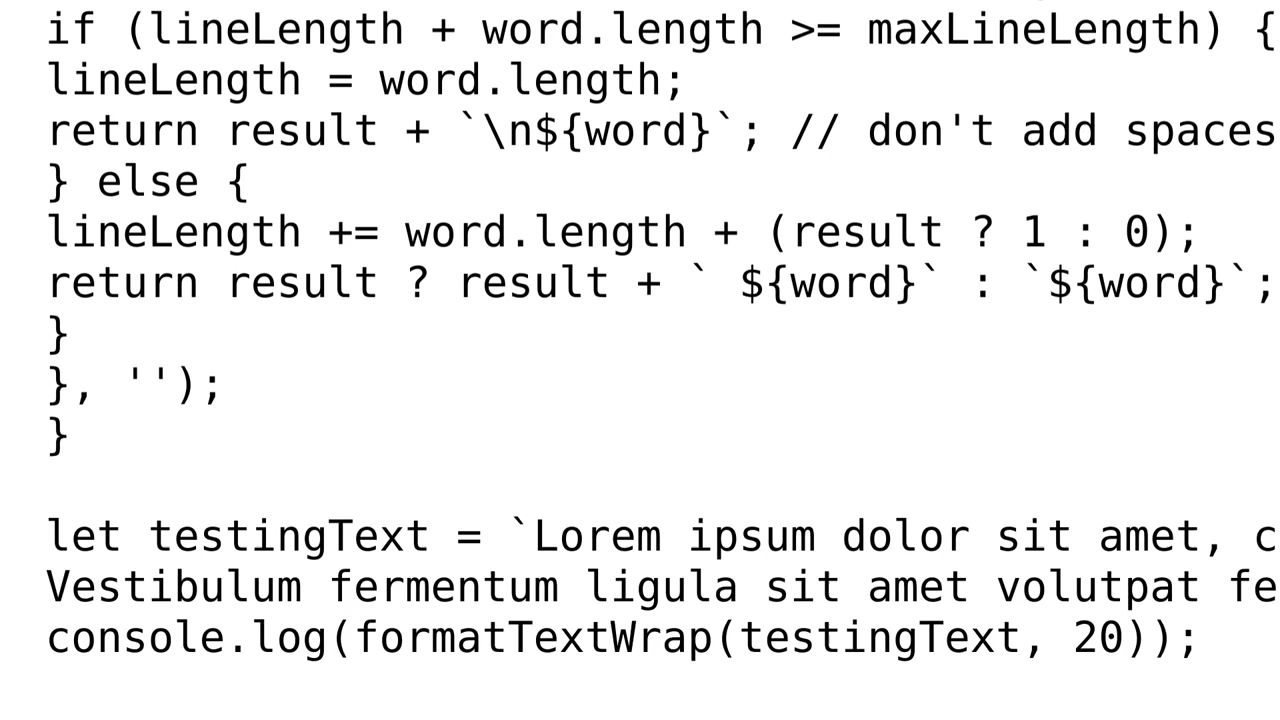 if (lineLength + word.length >= maxLineLength) {
lineLength = word.length;
return result + `\n${word}`; // don't add spaces
} else {
lineLength += word.length + (result ? 1 : 0);
return result ? result + ` ${word}` : `${word}`;
}
}, '');
}

let testingText = `Lorem ipsum dolor sit amet, c
Vestibulum fermentum ligula sit amet volutpat fe
console.log(formatTextWrap(testingText, 20));